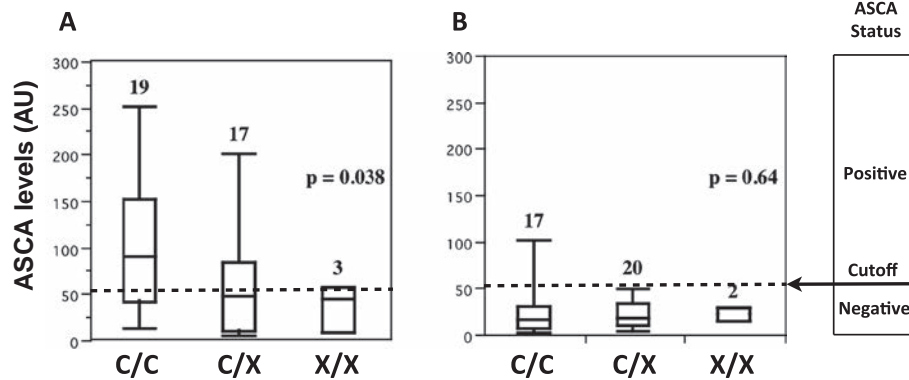 A
ASCA levels (AU)
300
250
200
150
100
50
0
19
17
3
p = 0.038
C/C
C/X
X/X
B
300
250
200
150
100
50
0
17
20
2
p = 0.64
C/C
C/X
X/X
ASCA
Status
Positive
Cutoff
Negative